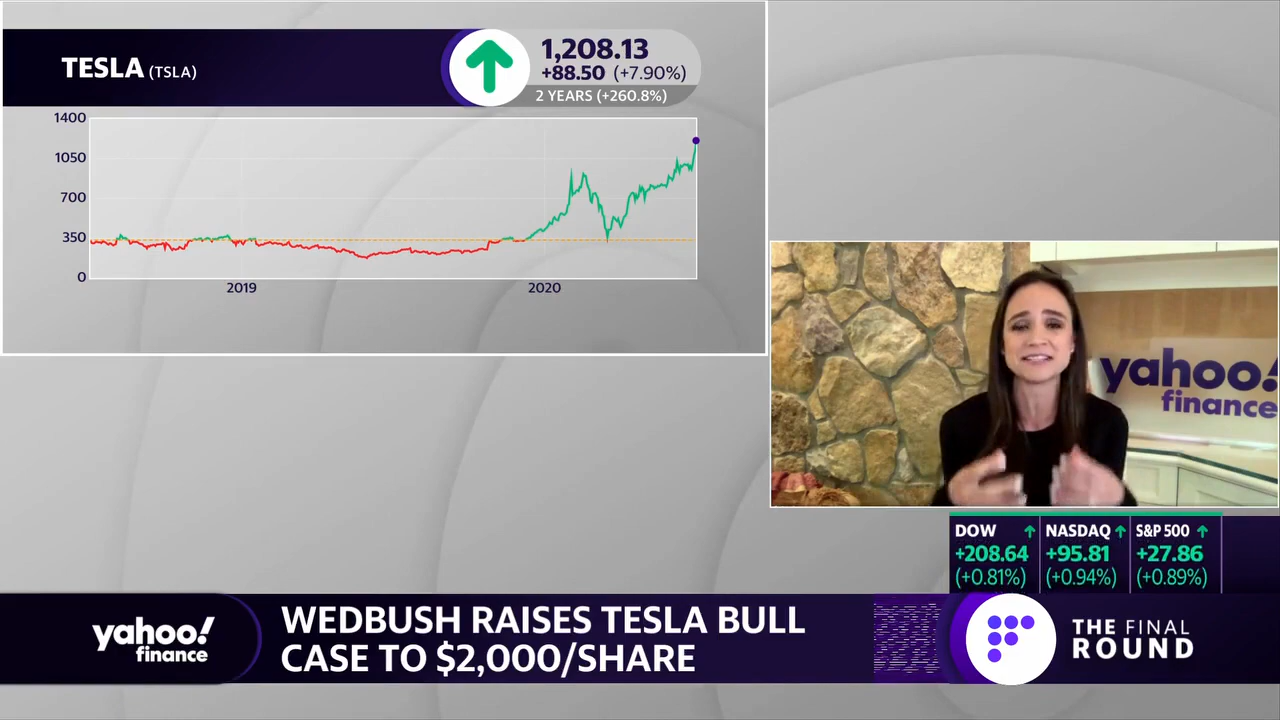 TESLA (TSLA)
1,208.13
+88.50 (+7.90%)
2 YEARS (+260.8%)
1400
1050
700
350
0
2019
2020
yahoo!
finance
DOW
+208.64
(+0.81%)
NASDAQ
+95.81
(+0.94%)
S&P 500
+27.86
(+0.89%)
yahoo!
finance
WEDBUSH RAISES TESLA BULL
CASE TO $2,000/SHARE
THE FINAL
ROUND